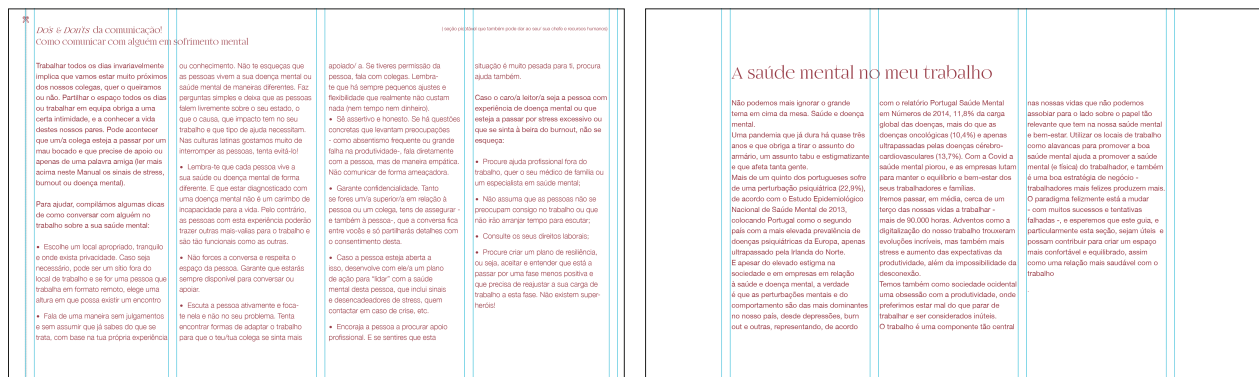 Do's & Dont's da comunicação!
Como comunicar com alguém em sofrimento mental
( secção possível que também pode dar ao seu/ sua chefe e recursos humanos)
Trabalhar todos os dias invariavelmente
implica que vamos estar muito próximos
dos nossos colegas, quer o queiramos
ou não. Partilhar o espaço todos os dias
ou trabalhar em equipa obriga a uma
certa intimidade, e a conhecer a vida
destes nossos pares. Pode acontecer
que um/a colega esteja a passar por um
mau bocado e que precise de apoio ou
apenas de uma palavra amiga (ler mais
acima neste Manual os sinais de stress,
burnout ou doença mental).
Para ajudar, compilámos algumas dicas
de como conversar com alguém no
trabalho sobre a sua saúde mental:
• Escolhe um local apropriado, tranquilo
e onde exista privacidade. Caso seja
necessário, pode ser um sítio fora do
local de trabalho e se for uma pessoa que
trabalha em formato remoto, elege uma
altura em que possa existir um encontro
• Fala de uma maneira sem julgamentos
e sem assumir que já sabes do que se
trata, com base na tua própria experiência
ou conhecimento. Não te esqueças que
as pessoas vivem a sua doença mental ou
saúde mental de maneiras diferentes. Faz
perguntas simples e deixa que as pessoas
falem livremente sobre o seu estado, o
que o causa, que impacto tem no seu
trabalho e que tipo de ajuda necessitam.
Nas culturas latinas gostamos muito de
interromper as pessoas, tenta evitá-lo!
• Lembra-te que cada pessoa vive a
sua saúde ou doença mental de forma
diferente. E que estar diagnosticado com
uma doença mental não é um carimbo de
incapacidade para a vida. Pelo contrário,
as pessoas com esta experiência poderão
trazer outras mais-valias para o trabalho e
são tão funcionais como as outras.
• Não forces a conversa e respeita o
espaço da pessoa. Garante que estarás
sempre disponível para conversar ou
apoiar.
• Escuta a pessoa ativamente e foca-
te nela e não no seu problema. Tenta
encontrar formas de adaptar o trabalho
para que o teu/tua colega se sinta mais
apoiado/ a. Se tiveres permissão da
pessoa, fala com colegas. Lembra-
te que há sempre pequenos ajustes e
flexibilidade que realmente não custam
nada (nem tempo nem dinheiro).
• Sê assertivo e honesto. Se há questões
concretas que levantam preocupações
- como absentismo frequente ou grande
falha na produtividade-, fala diretamente
com a pessoa, mas de maneira empática.
Não comunicar de forma ameaçadora.
• Garante confidencialidade. Tanto
se fores um/a superior/a em relação à
pessoa ou um colega, tens de assegurar -
e também à pessoa-, que a conversa fica
entre vocês e só partilharás detalhes com
o consentimento desta.
• Caso a pessoa esteja aberta a
isso, desenvolve com ele/a um plano
de ação para "lidar" com a saúde
mental desta pessoa, que inclui sinais
e desencadeadores de stress, quem
contactar em caso de crise, etc.
• Encoraja a pessoa a procurar apoio
profissional. E se sentires que esta
situação é muito pesada para ti, procura
ajuda também.
Caso o caro/a leitor/a seja a pessoa com
experiência de doença mental ou que
esteja a passar por stress excessivo ou
que se sinta à beira do burnout, não se
esqueça:
• Procure ajuda profissional fora do
trabalho, quer o seu médico de família ou
um especialista em saúde mental;
• Não assuma que as pessoas não se
preocupam consigo no trabalho ou que
não irão arranjar tempo para escutar;
• Consulte os seus direitos laborais;
• Procure criar um plano de resiliência,
ou seja, aceitar e entender que está a
passar por uma fase menos positiva e
que precisa de reajustar a sua carga de
trabalho a esta fase. Não existem super-
heróis!
A saúde mental no meu trabalho
Não podemos mais ignorar o grande
tema em cima da mesa. Saúde e doença
mental.
Uma pandemia que já dura há quase três
anos e que obriga a tirar o assunto do
armário, um assunto tabu e estigmatizante
e que afeta tanta gente.
Mais de um quinto dos portugueses sofre
de uma perturbação psiquiátrica (22,9%),
de acordo com o Estudo Epidemiológico
Nacional de Saúde Mental de 2013,
colocando Portugal como o segundo
país com a mais elevada prevalência de
doenças psiquiátricas da Europa, apenas
ultrapassado pela Irlanda do Norte.
E apesar do elevado estigma na
sociedade e em empresas em relação
à saúde e doença mental, a verdade
é que as perturbações mentais e do
comportamento são das mais dominantes
no nosso país, desde depressões, burn
out e outras, representando, de acordo
com o relatório Portugal Saúde Mental
em Números de 2014, 11,8% da carga
global das doenças, mais do que as
doenças oncológicas (10,4%) e apenas
ultrapassadas pelas doenças cérebro-
cardiovasculares (13,7%). Com a Covid a
saúde mental piorou, e as empresas lutam
para manter o equilíbrio e bem-estar dos
seus trabalhadores e famílias.
Iremos passar, em média, cerca de um
terço das nossas vidas a trabalhar -
mais de 90.000 horas. Adventos como a
digitalização do nosso trabalho trouxeram
evoluções incríveis, mas também mais
stress e aumento das expectativas da
produtividade, além da impossibilidade da
desconexão.
Temos também como sociedade ocidental
uma obsessão com a produtividade, onde
preferimos estar mal do que parar de
trabalhar e ser considerados inúteis.
O trabalho é uma componente tão central
nas nossas vidas que não podemos
assobiar para o lado sobre o papel tão
relevante que tem na nossa saúde mental
e bem-estar. Utilizar os locais de trabalho
como alavancas para promover a boa
saúde mental ajuda a promover a saúde
mental (e física) do trabalhador, e também
é uma boa estratégia de negócio -
trabalhadores mais felizes produzem mais.
O paradigma felizmente está a mudar
- com muitos sucessos e tentativas
falhadas -, e esperemos que este guia, e
particularmente esta seção, sejam úteis e
possam contribuir para criar um espaço
mais confortável e equilibrado, assim
como uma relação mais saudável com o
trabalho